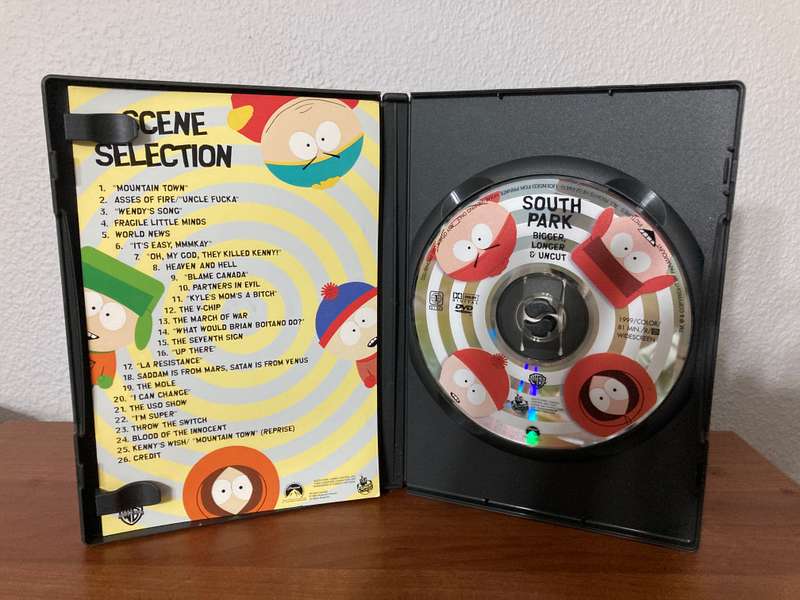 SCENE
SELECTION
1. "MOUNTAIN TOWN"
2. ASSES OF FIRE/"UNCLE FUCKA"
3. "WENDY'S SONG"
4. FRAGILE LITTLE MINDS
5. WORLD NEWS
6. "IT'S EASY, MMMKAY"
7. "OH, MY GOD, THEY KILLED KENNY!"
8. HEAVEN AND HELL
9. "BLAME CANADA"
10. PARTNERS IN EVIL
11. "KYLE'S MOM'S A BITCH"
12. THE V-CHIP
13. THE MARCH OF WAR
14. "WHAT WOULD BRIAN BOITANO DO?"
15. THE SEVENTH SIGN
16. "UP THERE"
17. "LA RESISTANCE"
18. SADDAM IS FROM MARS, SATAN IS FROM VENUS
19. THE MOLE
20. "I CAN CHANGE"
21. THE USO SHOW
22. "I'M SUPER"
23. THROW THE SWITCH
24. BLOOD OF THE INNOCENT
25. KENNY'S WISH/ "MOUNTAIN TOWN" (REPRISE)
26. CREDIT
WB
SOUTH
PARK
BIGGER,
LONGER
& UNCUT
DVD
1999/COLOR/
81 MIN./R/
WIDESCREEN
WB